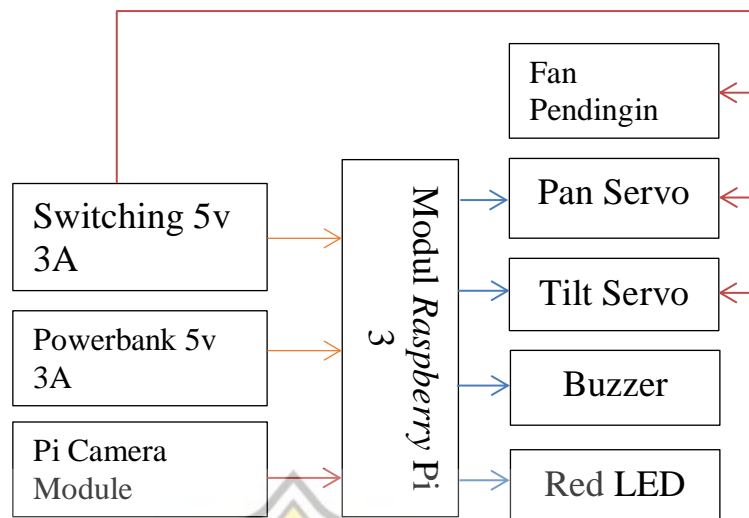 Fan
Pendingin
Switching 5v
3A
Pan Servo
Modul Raspberry Pi
3
Tilt Servo
Powerbank 5v
3A
Buzzer
Pi Camera
Module
Red LED